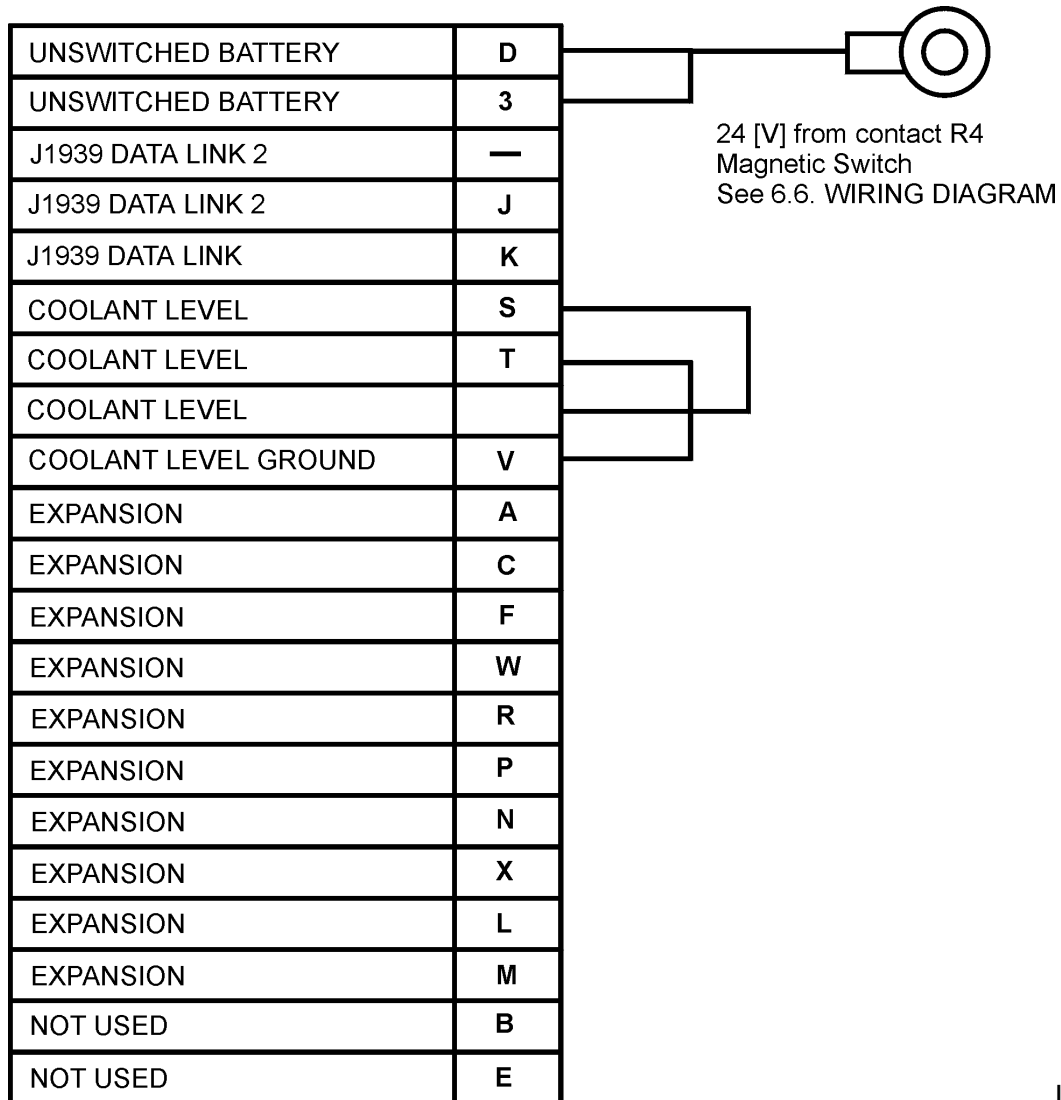 UNSWITCHED BATTERY D
UNSWITCHED BATTERY 3
J1939 DATA LINK 2 —
J1939 DATA LINK 2 J
J1939 DATA LINK K
COOLANT LEVEL S
COOLANT LEVEL T
COOLANT LEVEL
COOLANT LEVEL GROUND V
EXPANSION A
EXPANSION C
EXPANSION F
EXPANSION W
EXPANSION R
EXPANSION P
EXPANSION N
EXPANSION X
EXPANSION L
EXPANSION M
NOT USED B
NOT USED E
24 [V] from contact R4
Magnetic Switch
See 6.6. WIRING DIAGRAM